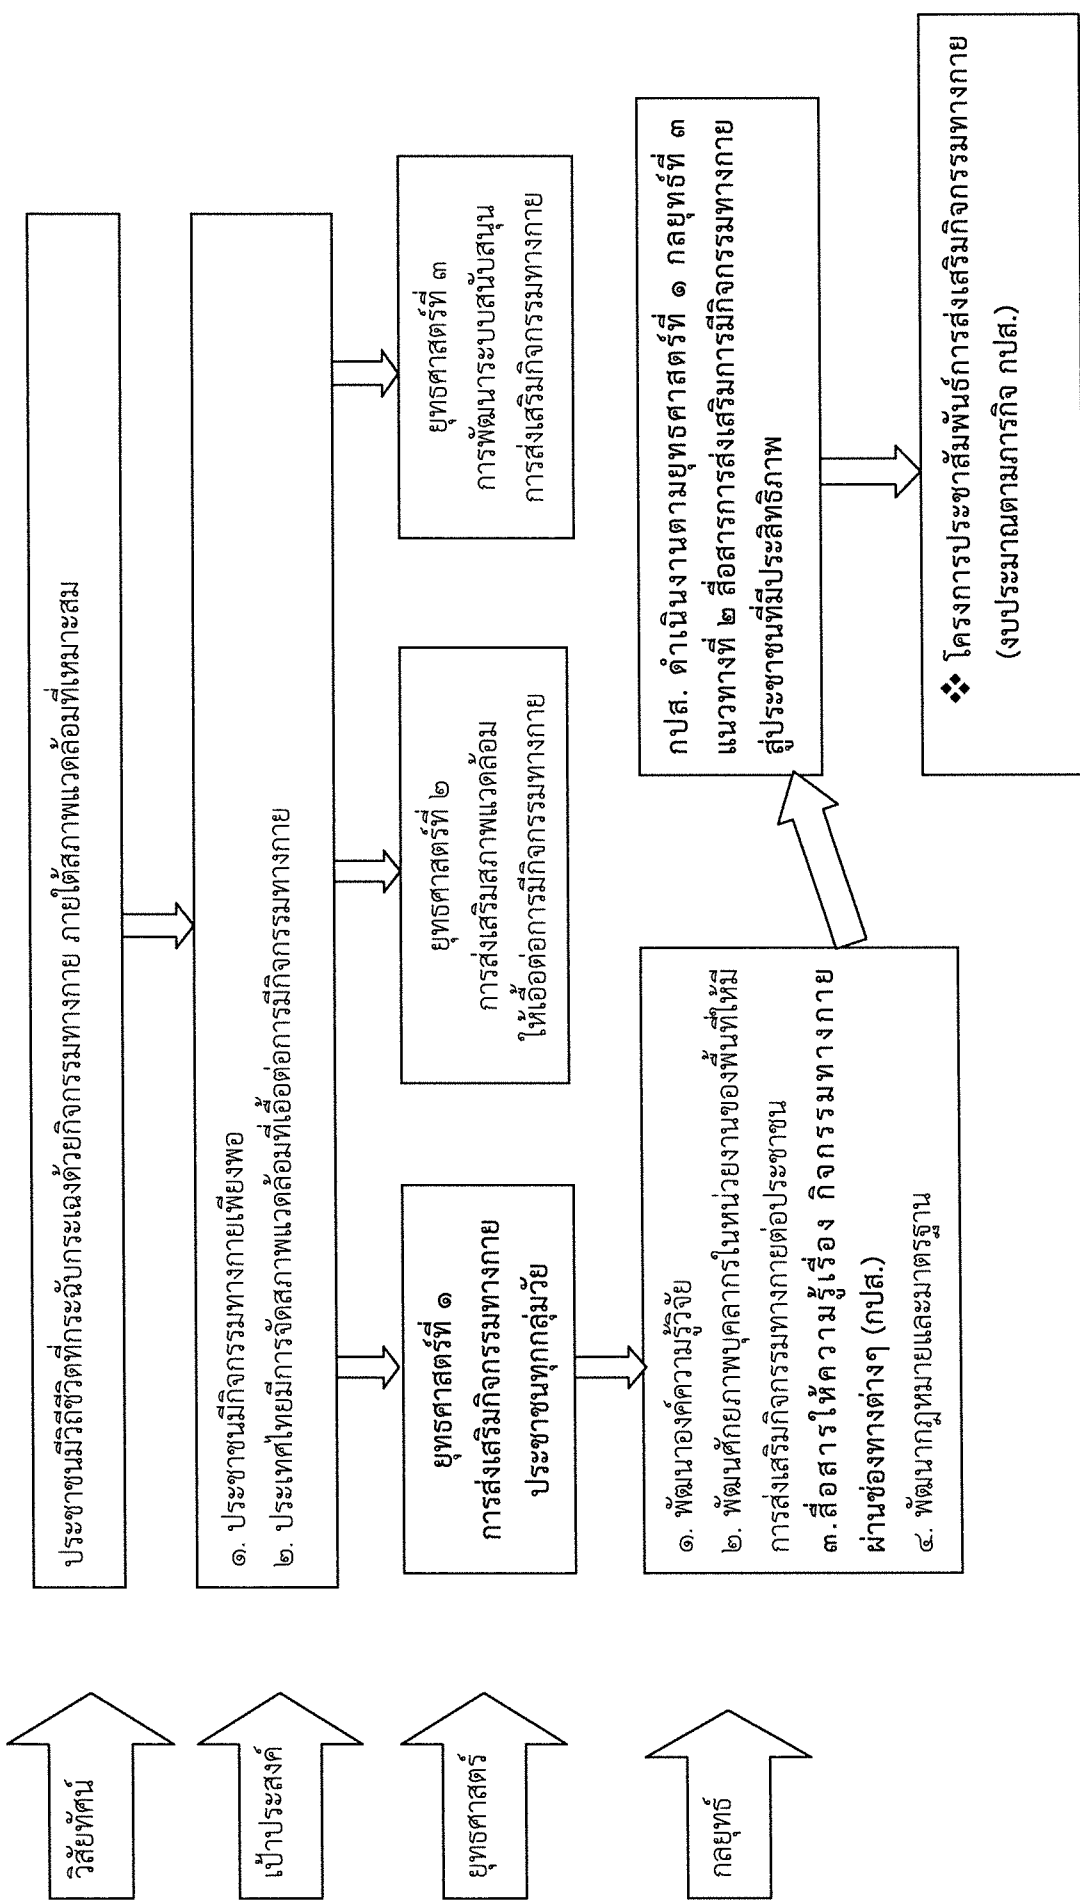 วิสัยทัศน์
ประชาชนมีวิถีชีวิตที่กระฉับกระเฉงด้วยกิจกรรมทางกาย ภายใต้สภาพแวดล้อมที่เหมาะสม
เป้าประสงค์
๑. ประชาชนมีกิจกรรมทางกายเพียงพอ
๒. ประเทศไทยมีการจัดสภาพแวดล้อมที่เอื้อต่อการมีกิจกรรมทางกาย
ยุทธศาสตร์
ยุทธศาสตร์ที่ ๑
การส่งเสริมกิจกรรมทางกาย
ประชาชนทุกกลุ่มวัย
ยุทธศาสตร์ที่ ๒
การส่งเสริมสภาพแวดล้อม
ให้เอื้อต่อการมีกิจกรรมทางกาย
ยุทธศาสตร์ที่ ๓
การพัฒนาระบบสนับสนุน
การส่งเสริมกิจกรรมทางกาย
กลยุทธ์
๑. พัฒนาองค์ความรู้วิจัย
๒. พัฒนศักยภาพบุคลากรในหน่วยงานของพื้นที่ให้มี
การส่งเสริมกิจกรรมทางกายต่อประชาชน
๓.สื่อสารให้ความรู้เรื่อง กิจกรรมทางกาย
ผ่านช่องทางต่างๆ (กปส.)
๔. พัฒนากฎหมายและมาตรฐาน
กปส. ดำเนินงานตามยุทธศาสตร์ที่ ๑ กลยุทธ์ที่ ๓
แนวทางที่ ๒ สื่อสารการส่งเสริมการมีกิจกรรมทางกาย
สู่ประชาชนที่มีประสิทธิภาพ
❖ โครงการประชาสัมพันธ์การส่งเสริมกิจกรรมทางกาย
(งบประมาณตามภารกิจ กปส.)